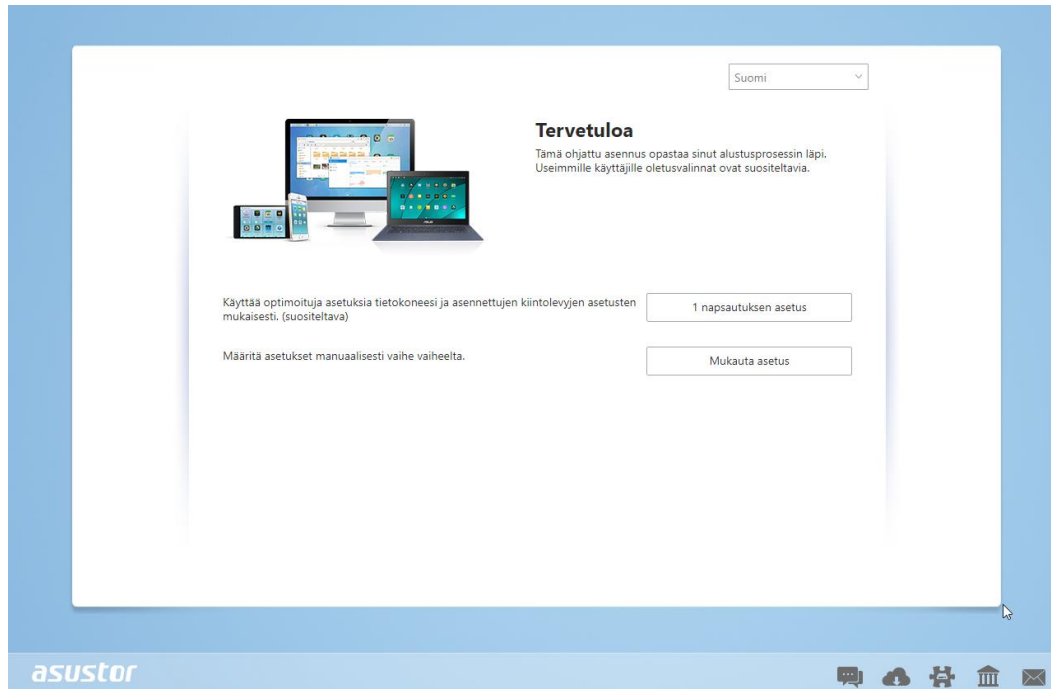 Suomi
Tervetuloa
Tämä ohjattu asennus opastaa sinut alustusprosessin läpi.
Useimmille käyttäjille oletusvalinnat ovat suositeltavia.
Käyttää optimoituja asetuksia tietokoneesi ja asennettujen kiintolevyjen asetusten
mukaisesti. (suositeltava)
1 napsautuksen asetus
Määritä asetukset manuaalisesti vaihe vaiheelta.
Mukauta asetus
asustor